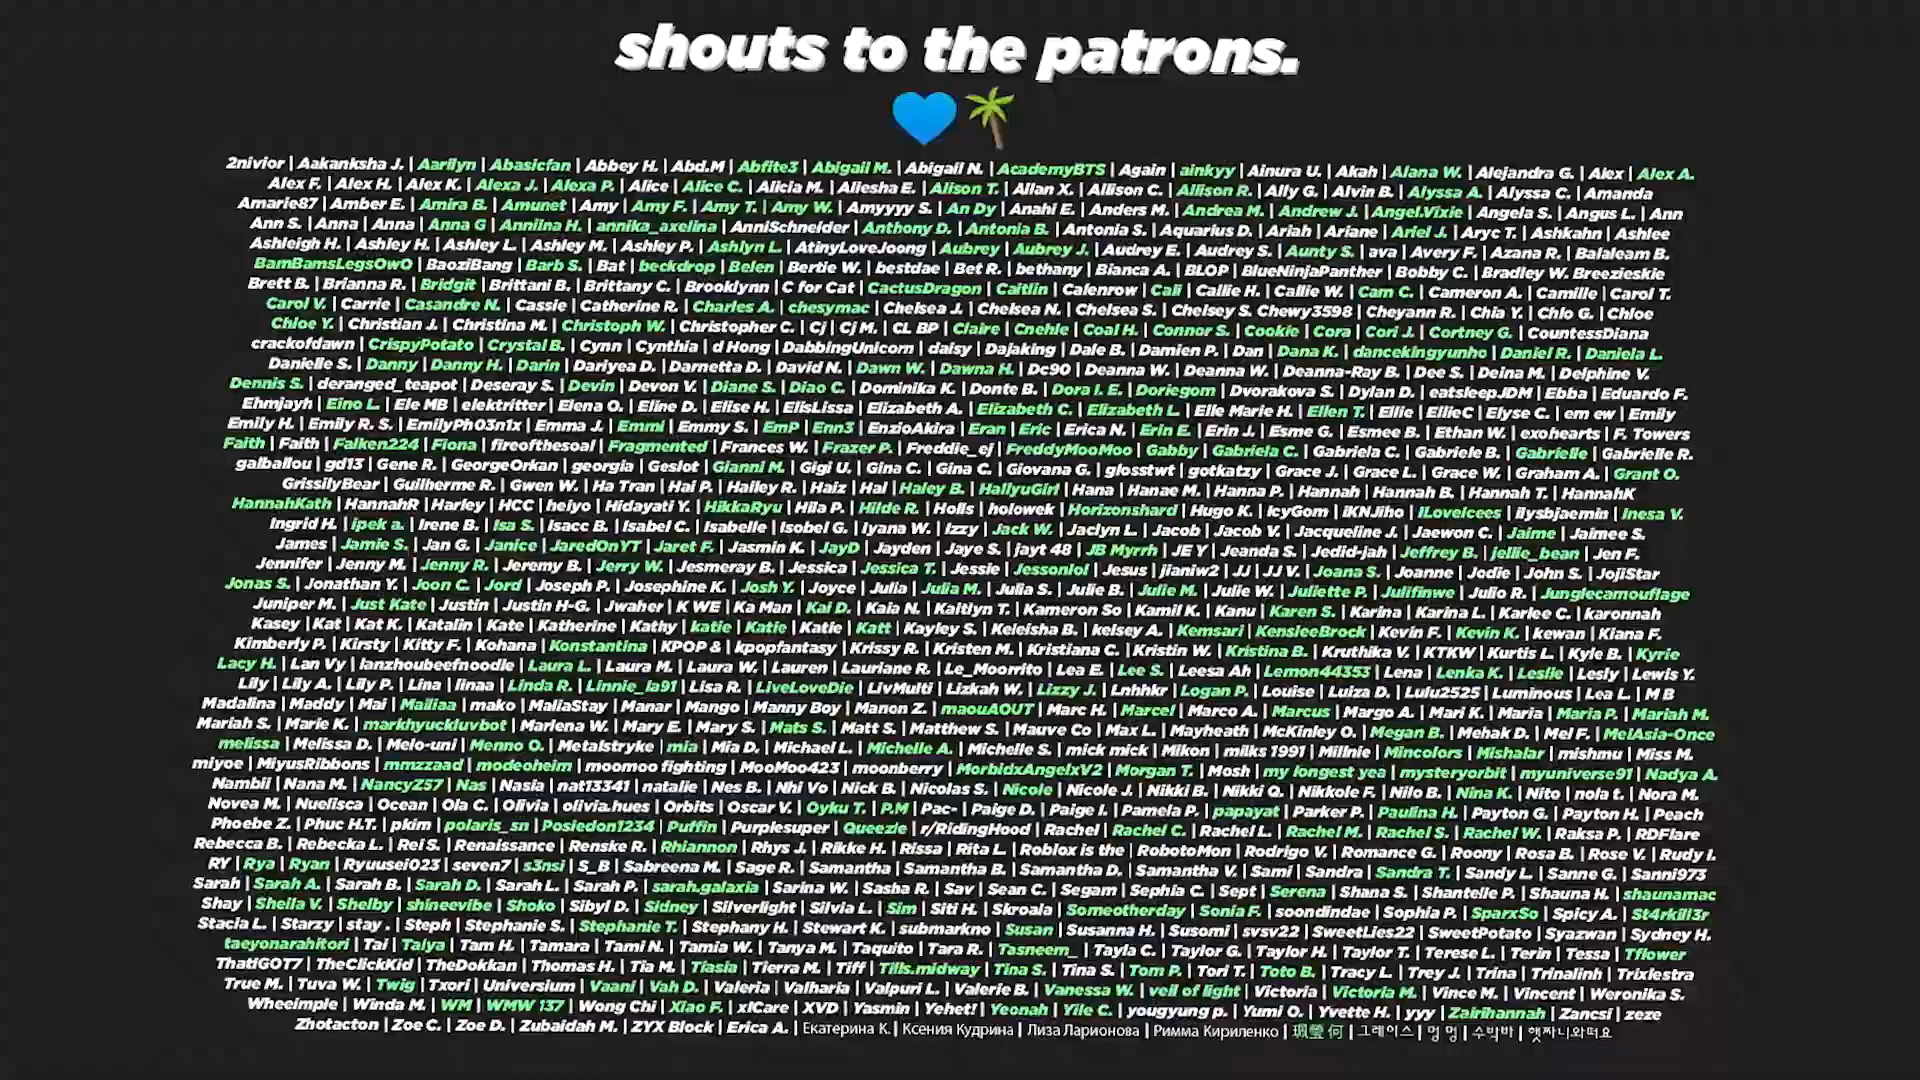 shouts to the patrons.
2nivior | Aakanksha J. | Aarilyn | Abasicfan | Abbey H. | Abd.M | Abfite3 | Abigail M. | Abigail N. | AcademyBTS | Again | ainkyy | Ainura U. | Akah | Alana W. | Alejandra G. | Alex | Alex A.
Alex F. | Alex H. | Alex K. | Alexa J. | Alexa P. | Alice | Alice C. | Alicia M. | Aliesha E. | Alison T. | Allan X. | Allison C. | Allison R. | Ally G. | Alvin B. | Alyssa A. | Alyssa C. | Amanda
Amarie87 | Amber E. | Amira B. | Amunet | Amy | Amy F. | Amy T. | Amy W. | Amyyyy S. | An Dy | Anahi E. | Anders M. | Andrea M. | Andrew J. | Angel.Vixie | Angela S. | Angus L. | Ann
Ann S. | Anna | Anna | Anna G | Anniina H. | annika_axelina | AnniSchneider | Anthony D. | Antonia B. | Antonia S. | Aquarius D. | Ariah | Ariane | Ariel J. | Aryc T. | Ashkahn | Ashlee
Ashleigh H. | Ashley H. | Ashley L. | Ashley M. | Ashley P. | Ashlyn L. | AtinyLoveJoong | Aubrey | Aubrey J. | Audrey E. | Audrey S. | Aunty S. | ava | Avery F. | Azana R. | Balaleam B.
BamBamsLegsOwO | BaoziBang | Barb S. | Bat | beckdrop | Belen | Bertie W. | bestdae | Bet R. | bethany | Bianca A. | BLOP | BlueNinjaPanther | Bobby C. | Bradley W. Breezieskie
Brett B. | Brianna R. | Bridgit | Brittani B. | Brittany C. | Brooklynn | C for Cat | CactusDragon | Caitlin | Calenrow | Cali | Callie H. | Callie W. | Cam C. | Cameron A. | Camille | Carol T.
Carol V. | Carrie | Casandre N. | Cassie | Catherine R. | Charles A. | chesymac | Chelsea J. | Chelsea N. | Chelsea S. | Chelsey S. Chewy3598 | Cheyann R. | Chia Y. | Chlo G. | Chloe
Chloe Y. | Christian J. | Christina M. | Christoph W. | Christopher C. | Cj | Cj M. | CL BP | Claire | Cnehle | Coal H. | Connor S. | Cookie | Cora | Cori J. | Cortney G. | CountessDiana
crackofdawn | CrispyPotato | Crystal B. | Cynn | Cynthia | d Hong | DabbingUnicorn | daisy | Dajaking | Dale B. | Damien P. | Dan | Dana K. | dancekingyunho | Daniel R. | Daniela L.
Danielle S. | Danny | Danny H. | Darin | Dariyea D. | Darnetta D. | David N. | Dawn W. | Dawna H. | Dc90 | Deanna W. | Deanna W. | Deanna-Ray B. | Dee S. | Deina M. | Delphine V.
Dennis S. | deranged_teapot | Deseray S. | Devin | Devon V. | Diane S. | Diao C. | Dominika K. | Donte B. | Dora I. E. | Doriegom | Dvorakova S. | Dylan D. | eatsleepJDM | Ebba | Eduardo F.
Ehmjayh | Eino L. | Ele MB | elektritter | Elena O. | Eline D. | Elise H. | ElisLissa | Elizabeth A. | Elizabeth C. | Elizabeth L. | Elle Marie H. | Ellen T. | Ellie | EllieC | Elyse C. | em ew | Emily
Emily H. | Emily R. S. | EmilyPh03n1x | Emma J. | Emmi | Emmy S. | EmP | Enn3 | EnzioAkira | Eran | Eric | Erica N. | Erin E. | Erin J. | Esme G. | Esmee B. | Ethan W. | exohearts | F. Towers
Faith | Faith | Falken224 | Fiona | fireofthesoal | Fragmented | Frances W. | Frazer P. | Freddie_ef | FreddyMooMoo | Gabby | Gabriela C. | Gabriela C. | Gabriele B. | Gabrielle | Gabrielle R.
galballou | gd13 | Gene R. | GeorgeOrkan | georgia | Geslot | Gianni M. | Gigi U. | Gina C. | Gina C. | Giovana G. | glosstwt | gotkatzy | Grace J. | Grace L. | Grace W. | Graham A. | Grant O.
GrissilyBear | Guilherme R. | Gwen W. | Ha Tran | Hai P. | Hailey R. | Haiz | Hal | Haley B. | HallyuGirl | Hana | Hanae M. | Hanna P. | Hannah | Hannah B. | Hannah T. | HannahK
HannahKath | HannahR | Harley | HCC | heiyo | Hidayati Y. | HikkaRyu | Hila P. | Hilde R. | Holls | holowek | Horizonshard | Hugo K. | IcyGom | iKNJiho | ILoveIcees | ilysbjaemin | Inesa V.
Ingrid H. | ipek a. | Irene B. | Isa S. | Isacc B. | Isabel C. | Isabelle | Isobel G. | Iyana W. | Izzy | Jack W. | Jaclyn L. | Jacob | Jacob V. | Jacqueline J. | Jaewon C. | Jaime | Jaimee S.
James | Jamie S. | Jan G. | Janice | JaredOnYT | Jaret F. | Jasmin K. | JayD | Jayden | Jaye S. | jayt 48 | JB Myrrh | JE Y | Jeanda S. | Jedid-jah | Jeffrey B. | jellie_bean | Jen F.
Jennifer | Jenny M. | Jenny R. | Jeremy B. | Jerry W. | Jesmeray B. | Jessica | Jessica T. | Jessie | Jessonlol | Jesus | jianiw2 | JJ | JJ V. | Joana S. | Joanne | Jodie | John S. | JojiStar
Jonas S. | Jonathan Y. | Joon C. | Jord | Joseph P. | Josephine K. | Josh Y. | Joyce | Julia | Julia M. | Julia S. | Julie B. | Julie M. | Julie W. | Juliette P. | Julifinwe | Julio R. | Junglecamouflage
Juniper M. | Just Kate | Justin | Justin H-G. | Jwaher | K WE | Ka Man | Kai D. | Kaia N. | Kaitlyn T. | Kameron So | Kamil K. | Kanu | Karen S. | Karina | Karina L. | Karlee C. | karonnah
Kasey | Kat | Kat K. | Katalin | Kate | Katherine | Kathy | katie | Katie | Katie | Katt | Kayley S. | Keleisha B. | kelsey A. | Kemsari | KensleeBrock | Kevin F. | Kevin K. | kewan | Kiana F.
Kimberly P. | Kirsty | Kitty F. | Kohana | Konstantina | KPOP & | kpopfantasy | Krissy R. | Kristen M. | Kristiana C. | Kristin W. | Kristina B. | Kruthika V. | KTKW | Kurtis L. | Kyle B. | Kyrie
Lacy H. | Lan Vy | lanzhoubeefnoodle | Laura L. | Laura M. | Laura W. | Lauren | Lauriane R. | Le_Moorrito | Lea E. | Lee S. | Leesa Ah | Lemon44353 | Lena | Lenka K. | Leslie | Lesly | Lewis Y.
Lily | Lily A. | Lily P. | Lina | linaa | Linda R. | Linnie_la91 | Lisa R. | LiveLoveDie | LivMulti | Lizkah W. | Lizzy J. | Lnhhkr | Logan P. | Louise | Luiza D. | Lulu2525 | Luminous | Lea L. | M B
Madalina | Maddy | Mai | Mailiaa | mako | MaliaStay | Manar | Mango | Manny Boy | Manon Z. | maouAOUT | Marc H. | Marcel | Marco A. | Marcus | Margo A. | Mari K. | Maria | Maria P. | Mariah M.
Mariah S. | Marie K. | markhyuckluvbot | Marlena W. | Mary E. | Mary S. | Mats S. | Matt S. | Matthew S. | Mauve Co | Max L. | Mayheath | McKinley O. | Megan B. | Mehak D. | Mel F. | MelAsia-Once
melissa | Melissa D. | Melo-uni | Menno O. | Metalstryke | mia | Mia D. | Michael L. | Michelle A. | Michelle S. | mick mick | Mikon | milks 1991 | Millnie | Mincolors | Mishalar | mishmu | Miss M.
miyoe | MiyusRibbons | mmzzaad | modeoheim | moomoo fighting | MooMoo423 | moonberry | MorbidxAngelxV2 | Morgan T. | Mosh | my longest yea | mysteryorbit | myuniverse91 | Nadya A.
Nambii | Nana M. | NancyZ57 | Nas | Nasia | nat13341 | natalie | Nes B. | Nhi Vo | Nick B. | Nicolas S. | Nicole | Nicole J. | Nikki B. | Nikki Q. | Nikkole F. | Nilo B. | Nina K. | Nito | nola t. | Nora M.
Novea M. | Nuelisca | Ocean | Ola C. | Olivia | olivia.hues | Orbits | Oscar V. | Oyku T. | P.M | Pac- | Paige D. | Paige I. | Pamela P. | papayat | Parker P. | Paulina H. | Payton G. | Payton H. | Peach
Phoebe Z. | Phuc H.T. | pkim | polaris_sn | Posiedon1234 | Puffin | Purplesuper | Queezle | r/RidingHood | Rachel | Rachel C. | Rachel L. | Rachel M. | Rachel S. | Rachel W. | Raksa P. | RDFlare
Rebecca B. | Rebecka L. | Rei S. | Renaissance | Renske R. | Rhiannon | Rhys J. | Rikke H. | Rissa | Rita L. | Roblox is the | RobotoMon | Rodrigo V. | Romance G. | Roony | Rosa B. | Rose V. | Rudy I.
RY | Rya | Ryan | Ryuusei023 | seven7 | s3nsi | S_B | Sabreena M. | Sage R. | Samantha | Samantha B. | Samantha D. | Samantha V. | Sami | Sandra | Sandra T. | Sandy L. | Sanne G. | Sanni973
Sarah | Sarah A. | Sarah B. | Sarah D. | Sarah L. | Sarah P. | sarah.galaxia | Sarina W. | Sasha R. | Sav | Sean C. | Segam | Sephia C. | Sept | Serena | Shana S. | Shantelle P. | Shauna H. | shaunamac
Shay | Sheila V. | Shelby | shineevibe | Shoko | Sibyl D. | Sidney | Silverlight | Silvia L. | Sim | Siti H. | Skroala | Someotherday | Sonia F. | soondindae | Sophia P. | SparxSo | Spicy A. | St4rkill3r
Stacia L. | Starzy | stay . | Steph | Stephanie S. | Stephanie T. | Stephany H. | Stewart K. | submarkno | Susan | Susanna H. | Susomi | svsv22 | SweetLies22 | SweetPotato | Syazwan | Sydney H.
taeyonarahitori | Tai | Taiya | Tam H. | Tamara | Tami N. | Tamia W. | Tanya M. | Taquito | Tara R. | Tasneem_ | Tayla C. | Taylor G. | Taylor H. | Taylor T. | Terese L. | Terin | Tessa | Tflower
ThatIGOT7 | TheClickKid | TheDokkan | Thomas H. | Tia M. | Tiasia | Tierra M. | Tiff | Tills.midway | Tina S. | Tina S. | Tom P. | Tori T. | Toto B. | Tracy L. | Trey J. | Trina | Trinalinh | Trixiestra
True M. | Tuva W. | Twig | Txori | Universium | Vaani | Vah D. | Valeria | Valharia | Valpuri L. | Valerie B. | Vanessa W. | veil of light | Victoria | Victoria M. | Vince M. | Vincent | Weronika S.
Wheeimple | Winda M. | WM | WMW 137 | Wong Chi | Xiao F. | xiCare | XVD | Yasmin | Yehet! | Yeonah | Yile C. | yougyung p. | Yumi O. | Yvette H. | yyy | Zairihannah | Zancsi | zeze
Zhotacton | Zoe C. | Zoe D. | Zubaidah M. | ZYX Block | Erica A. | Екатерина К. | Ксения Кудрина | Лиза Ларионова | Римма Кириленко | 珮瑩 何 | 그레이스 | 멍 멍 | 수박바 | 햇짜니와떠요